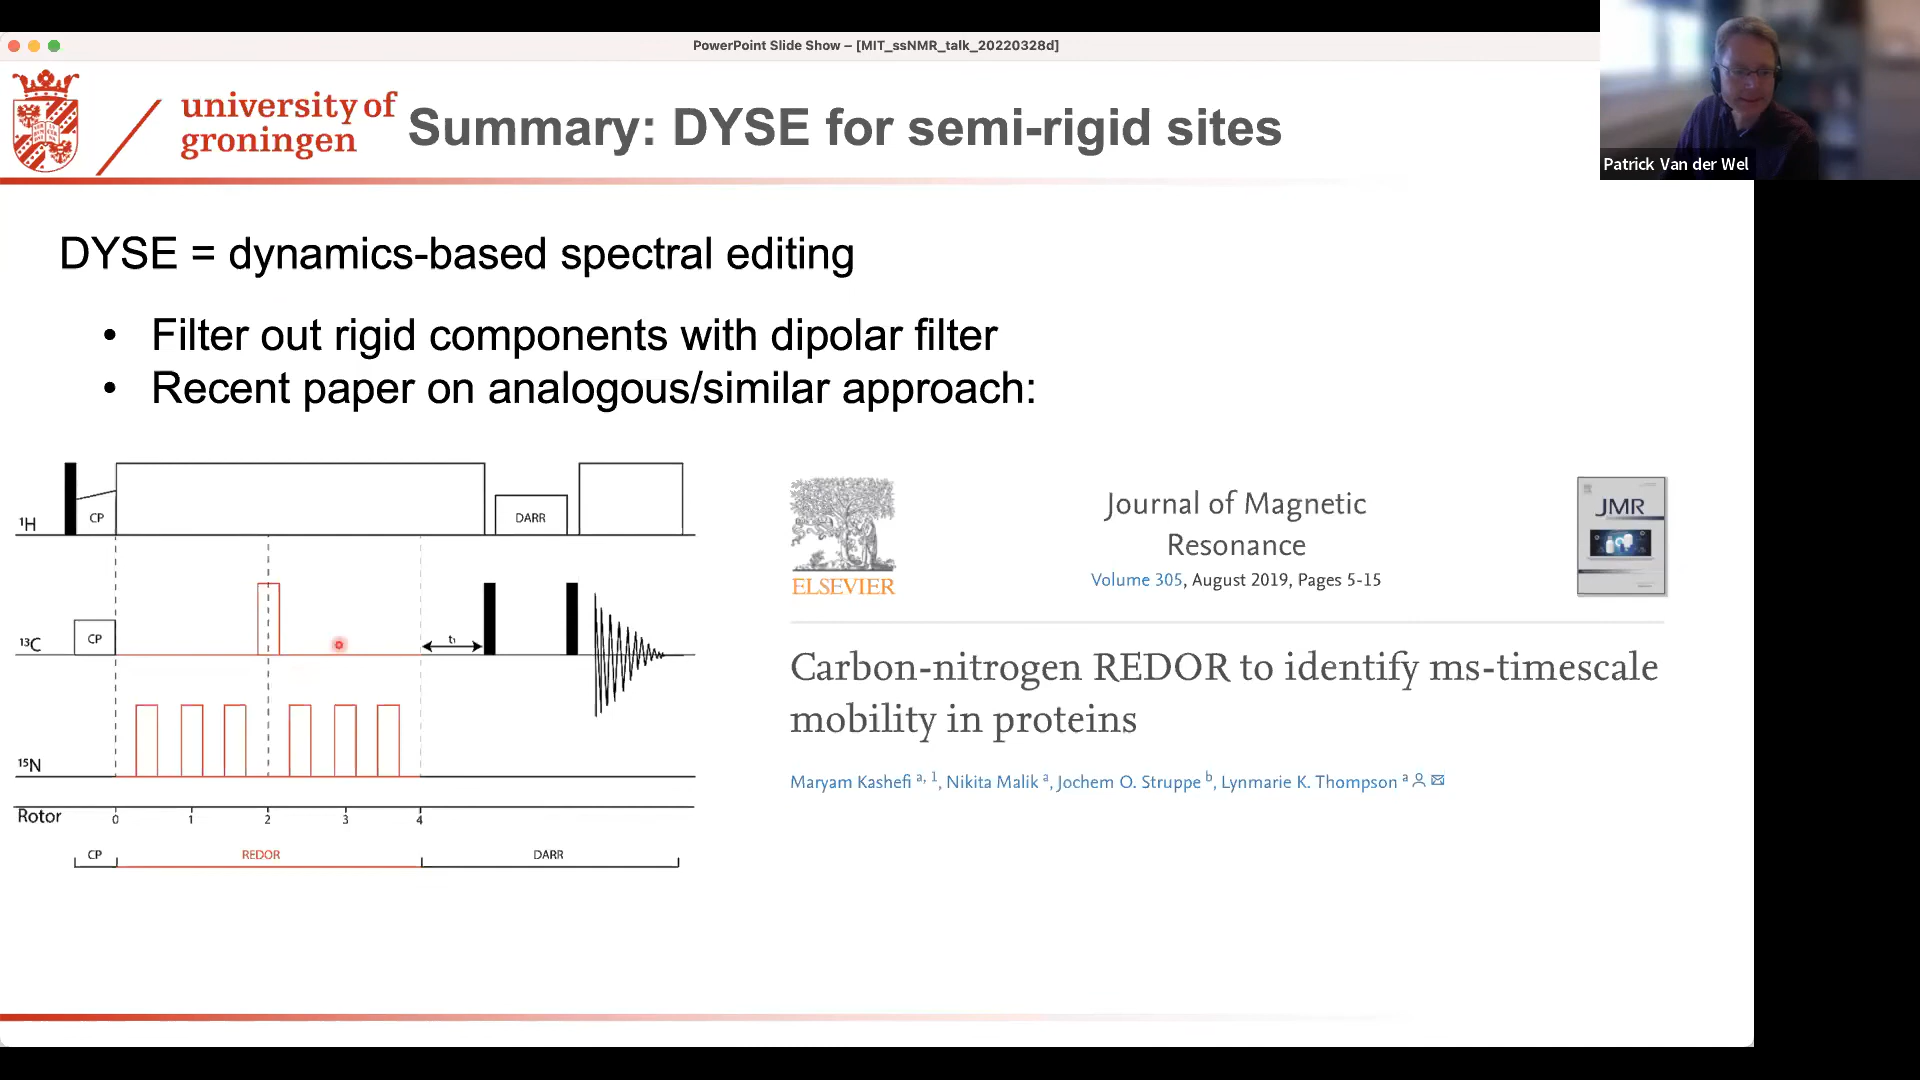 PowerPoint Slide Show – [MIT_ssNMR_talk_20220328d]
university of
groningen
Summary: DYSE for semi-rigid sites
Patrick Van der Wel
DYSE = dynamics-based spectral editing
• Filter out rigid components with dipolar filter
• Recent paper on analogous/similar approach:
¹H
CP
DARR
¹³C
CP
t₁
¹⁵N
Rotor
0 1 2 3 4
CP REDOR DARR
ELSEVIER
Journal of Magnetic
Resonance
Volume 305, August 2019, Pages 5-15
JMR
Carbon-nitrogen REDOR to identify ms-timescale
mobility in proteins
Maryam Kashefi ᵃ, ¹, Nikita Malik ᵃ, Jochem O. Struppe ᵇ, Lynmarie K. Thompson ᵃ